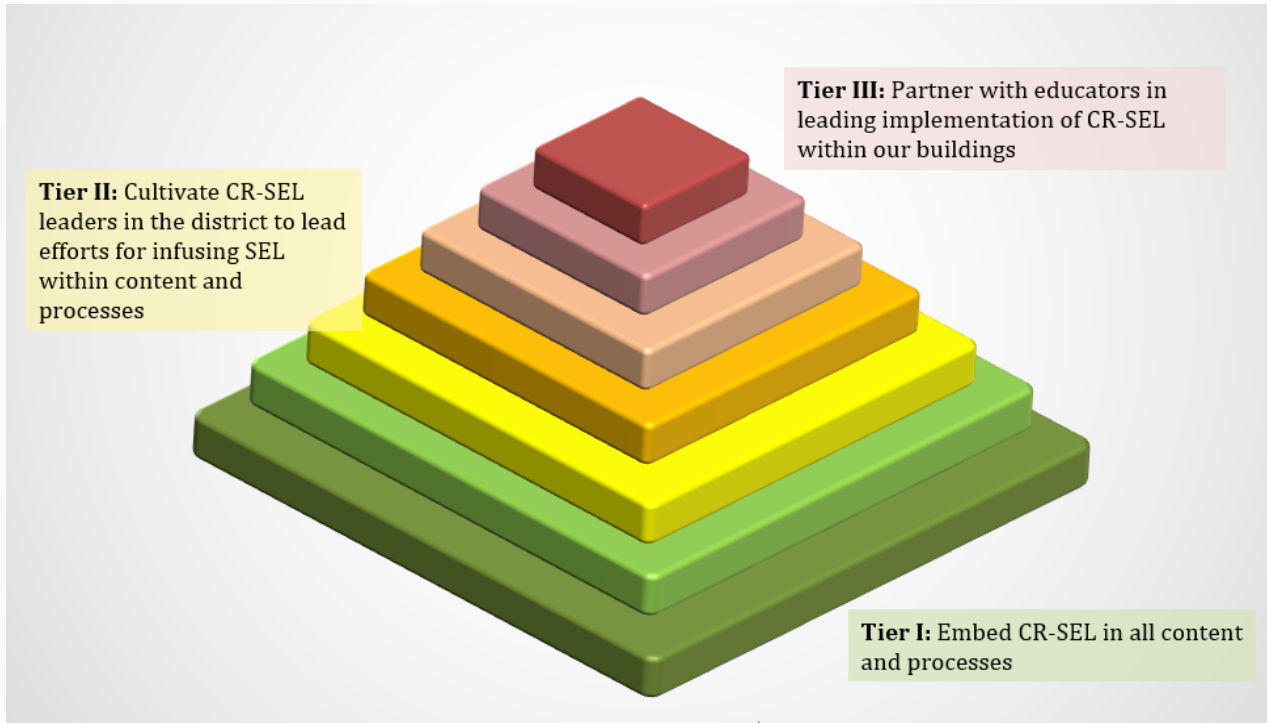 Tier III: Partner with educators in
leading implementation of CR-SEL
within our buildings
Tier II: Cultivate CR-SEL
leaders in the district to lead
efforts for infusing SEL
within content and
processes
Tier I: Embed CR-SEL in all content
and processes